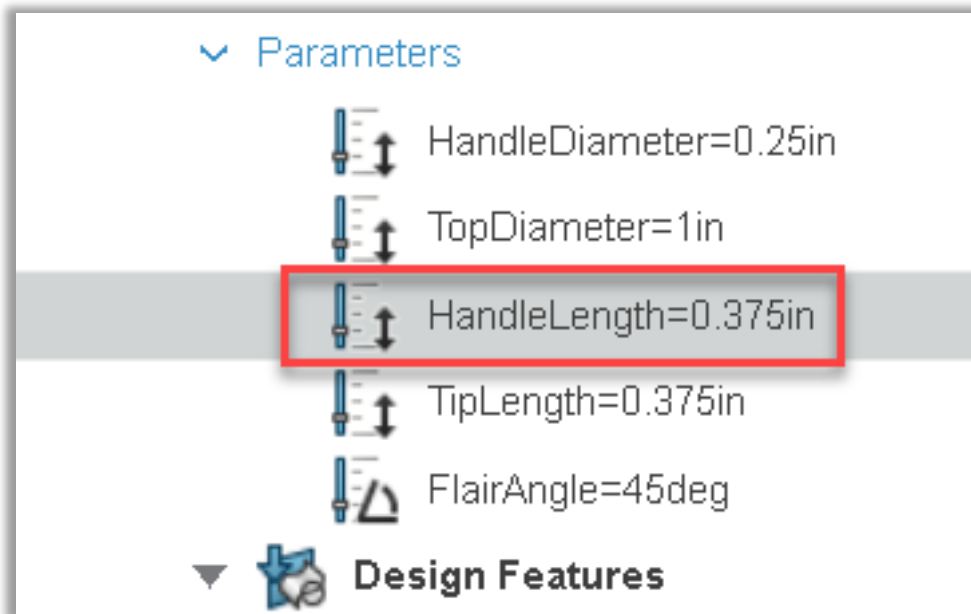 Parameters
HandleDiameter=0.25in
TopDiameter=1in
HandleLength=0.375in
TipLength=0.375in
FlairAngle=45deg
Design Features